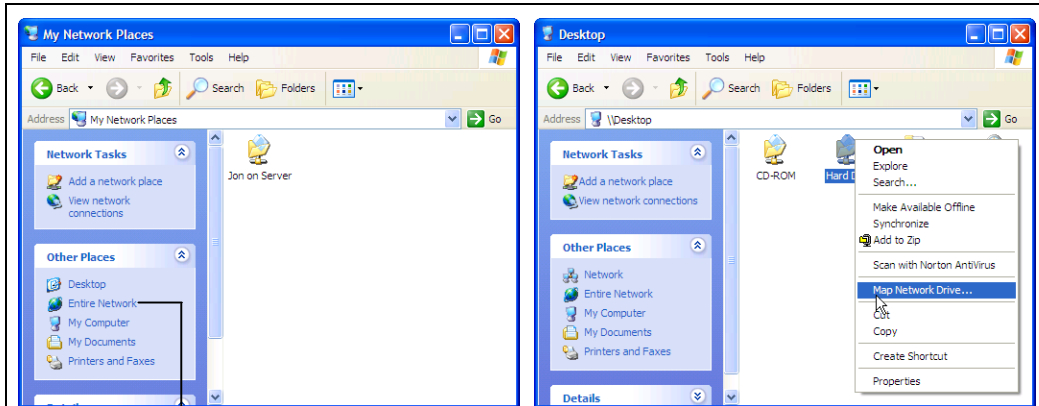 My Network Places
File Edit View Favorites Tools Help
Back Search Folders
Address My Network Places Go
Network Tasks
Add a network place
View network
connections
Other Places
Desktop
Entire Network
My Computer
My Documents
Printers and Faxes
Jon on Server
Desktop
File Edit View Favorites Tools Help
Back Search Folders
Address \\Desktop Go
Network Tasks
Add a network place
View network connections
Other Places
Network
Entire Network
My Computer
My Documents
Printers and Faxes
Details
CD-ROM
Hard
Open
Explore
Search...
Make Available Offline
Synchronize
Add to Zip
Scan with Norton AntiVirus
Map Network Drive...
Cut
Copy
Create Shortcut
Properties